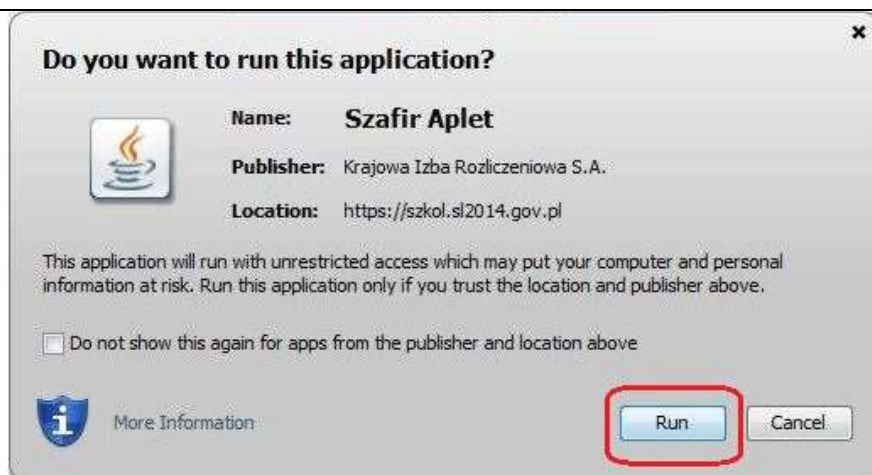 Do you want to run this application?
Name: Szafir Aplet
Publisher: Krajowa Izba Rozliczeniowa S.A.
Location: https://szkol.sl2014.gov.pl
This application will run with unrestricted access which may put your computer and personal
information at risk. Run this application only if you trust the location and publisher above.
Do not show this again for apps from the publisher and location above
More Information
Run Cancel